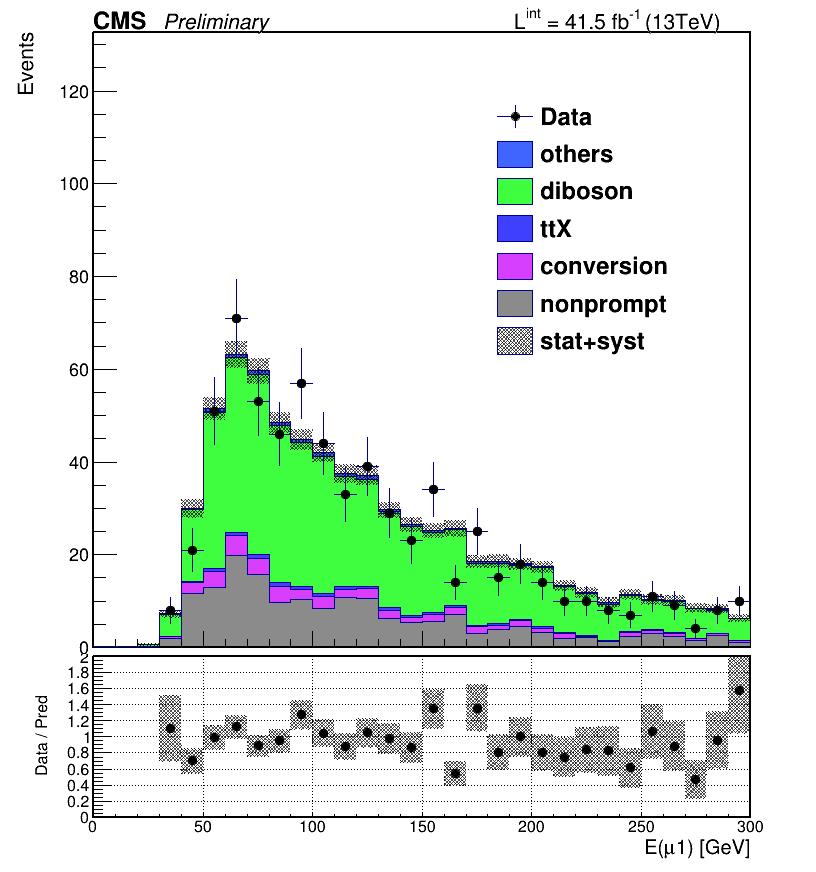 CMS Preliminary L^int = 41.5 fb^-1 (13TeV)
Events
120
100
80
60
40
20
0
Data
others
diboson
ttX
conversion
nonprompt
stat+syst
Data / Pred
2
1.8
1.6
1.4
1.2
1
0.8
0.6
0.4
0.2
0
0 50 100 150 200 250 300
E(μ1) [GeV]